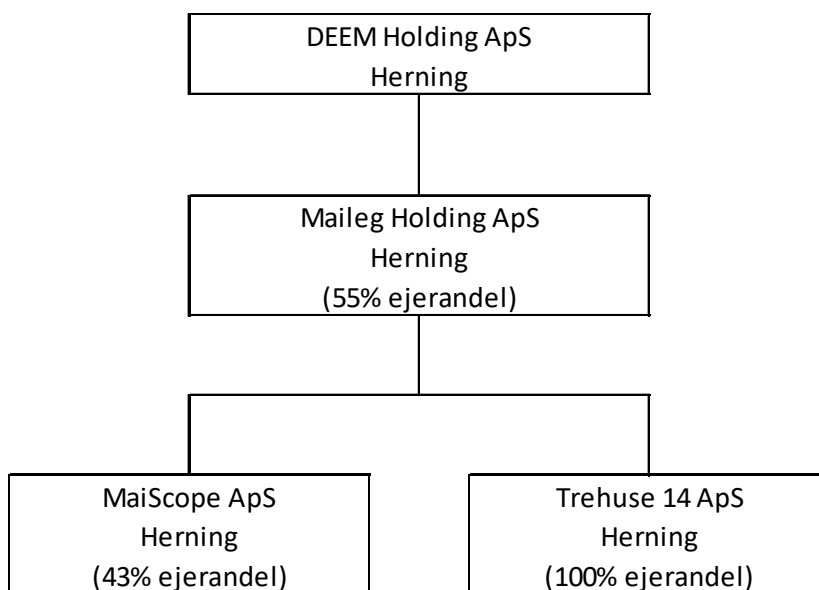 DEEM Holding ApS
Herning
Maileg Holding ApS
Herning
(55% ejerandel)
MaiScope ApS
Herning
(43% ejerandel)
Trehuse 14 ApS
Herning
(100% ejerandel)